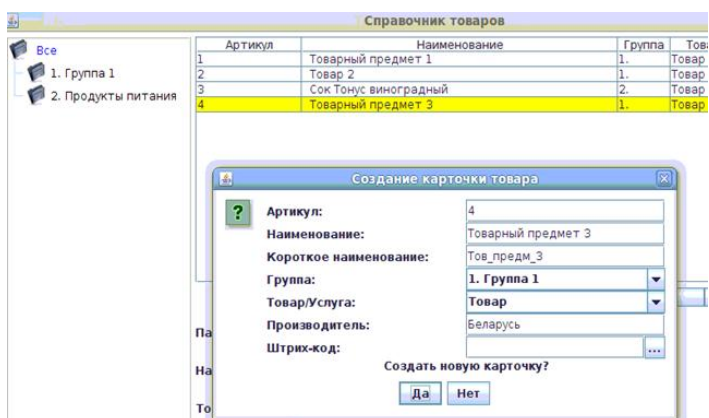 Справочник товаров
Все
1. Группа 1
2. Продукты питания
Артикул Наименование Группа Това
1 Товарный предмет 1 1. Товар
2 Товар 2 1. Товар
3 Сок Тонус виноградный 2. Товар
4 Товарный предмет 3 1. Товар
Создание карточки товара
Артикул: 4
Наименование: Товарный предмет 3
Короткое наименование: Тов_предм_3
Группа: 1. Группа 1
Товар/Услуга: Товар
Производитель: Беларусь
Штрих-код: ...
Создать новую карточку?
Да Нет
Па
На
То